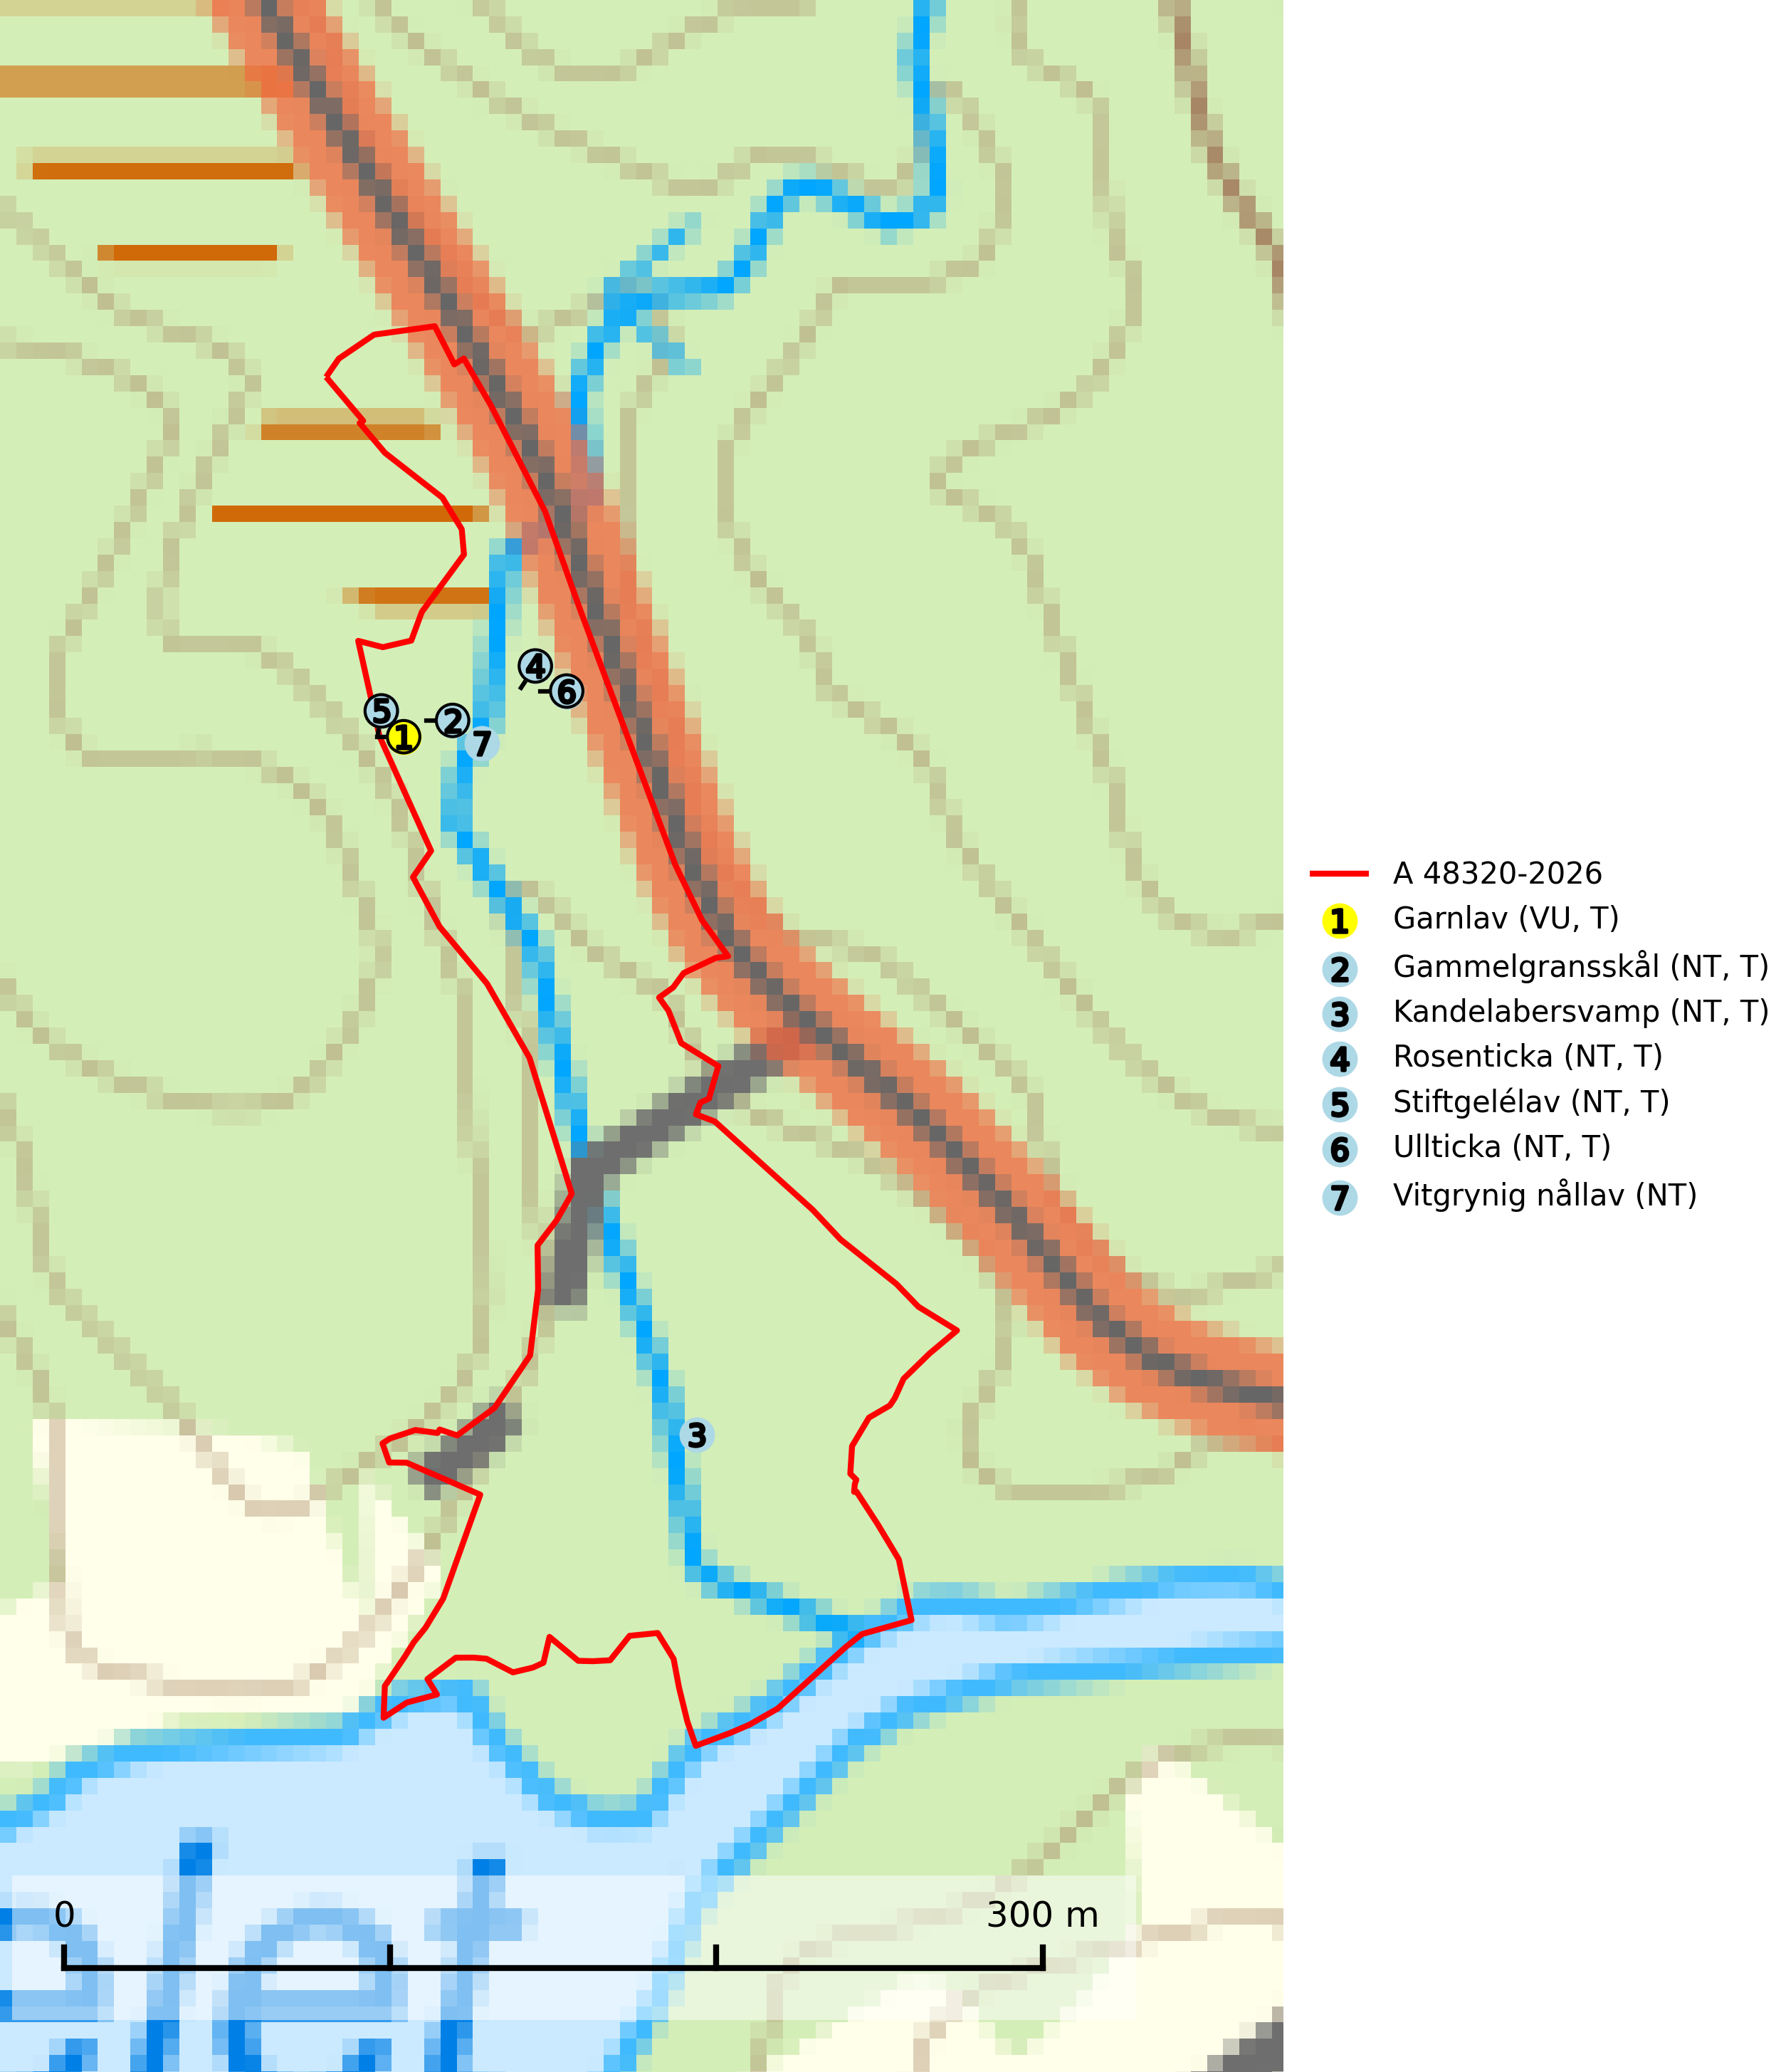 4
6
5
2
1
7
3
A 48320-2026
1 Garnlav (VU, T)
2 Gammelgransskål (NT, T)
3 Kandelabersvamp (NT, T)
4 Rosenticka (NT, T)
5 Stiftgelélav (NT, T)
6 Ullticka (NT, T)
7 Vitgrynig nållav (NT)
0 300 m